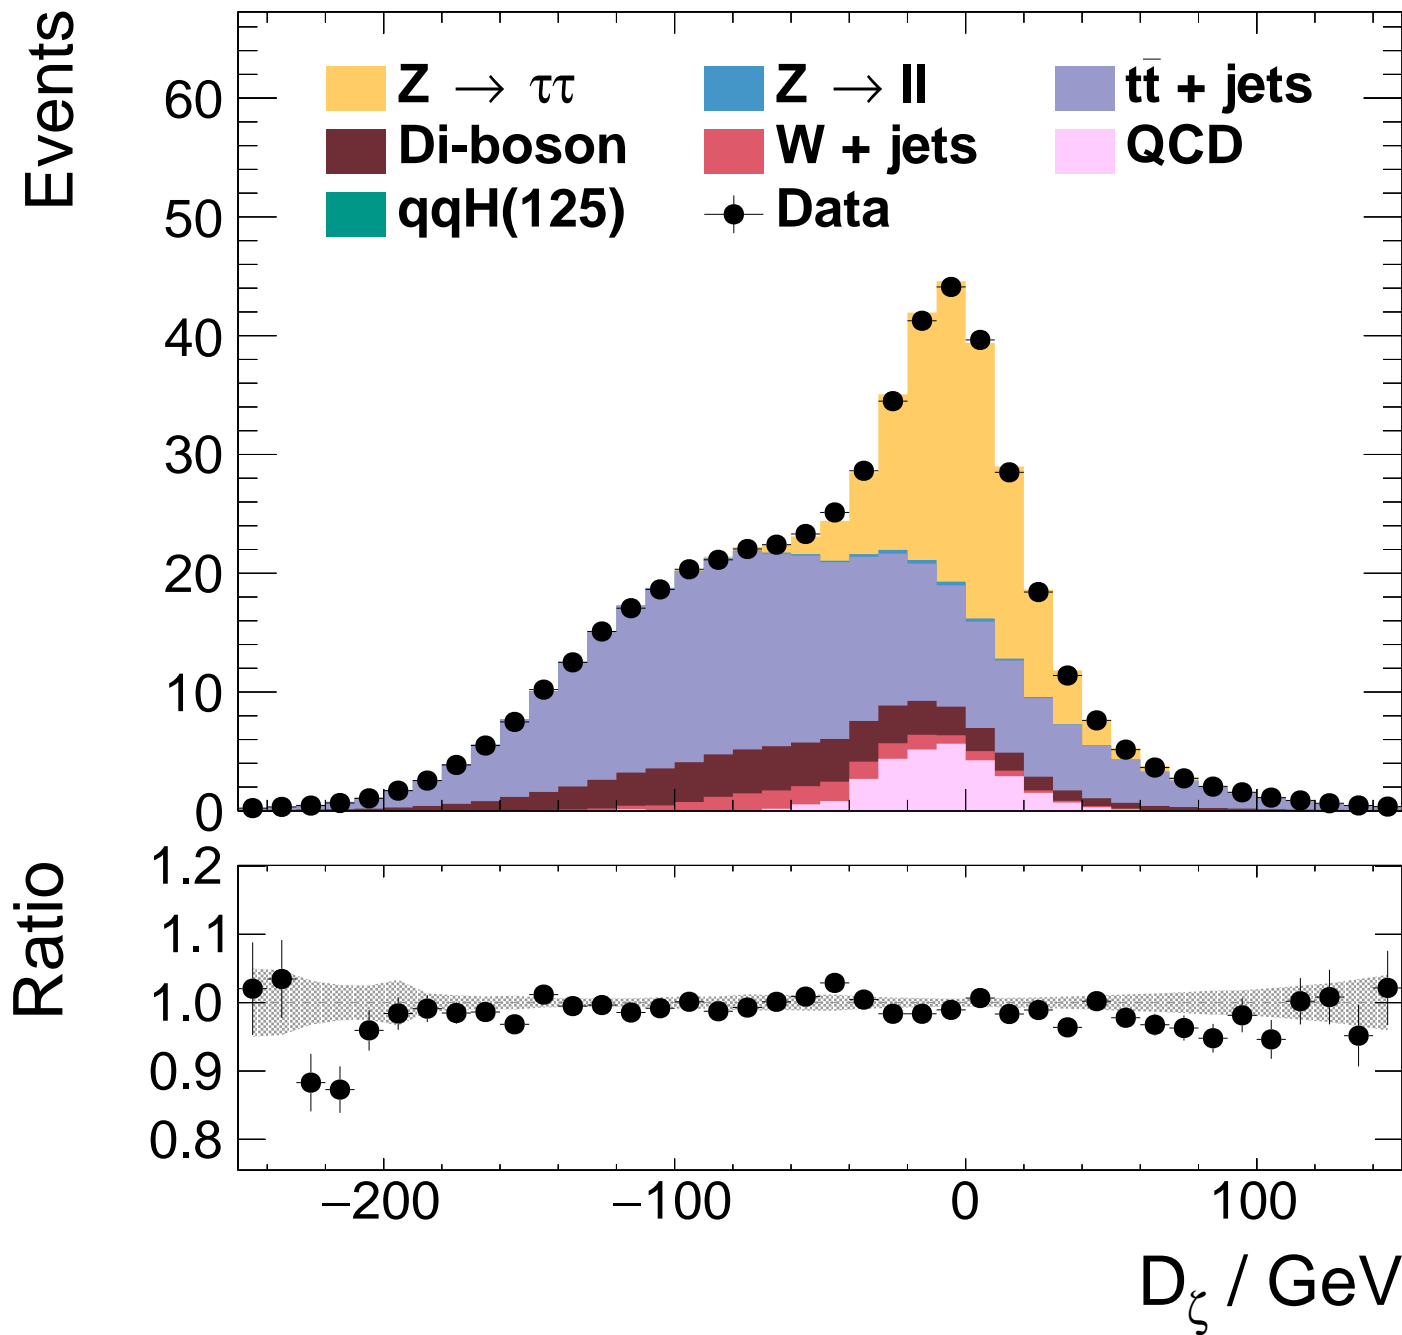 Events
60
50
40
30
20
10
0
Z → ττ
Z → ll
tt̄ + jets
Di-boson
W + jets
QCD
qqH(125)
Data
Ratio
1.2
1.1
1.0
0.9
0.8
−200
−100
0
100
D_ζ / GeV